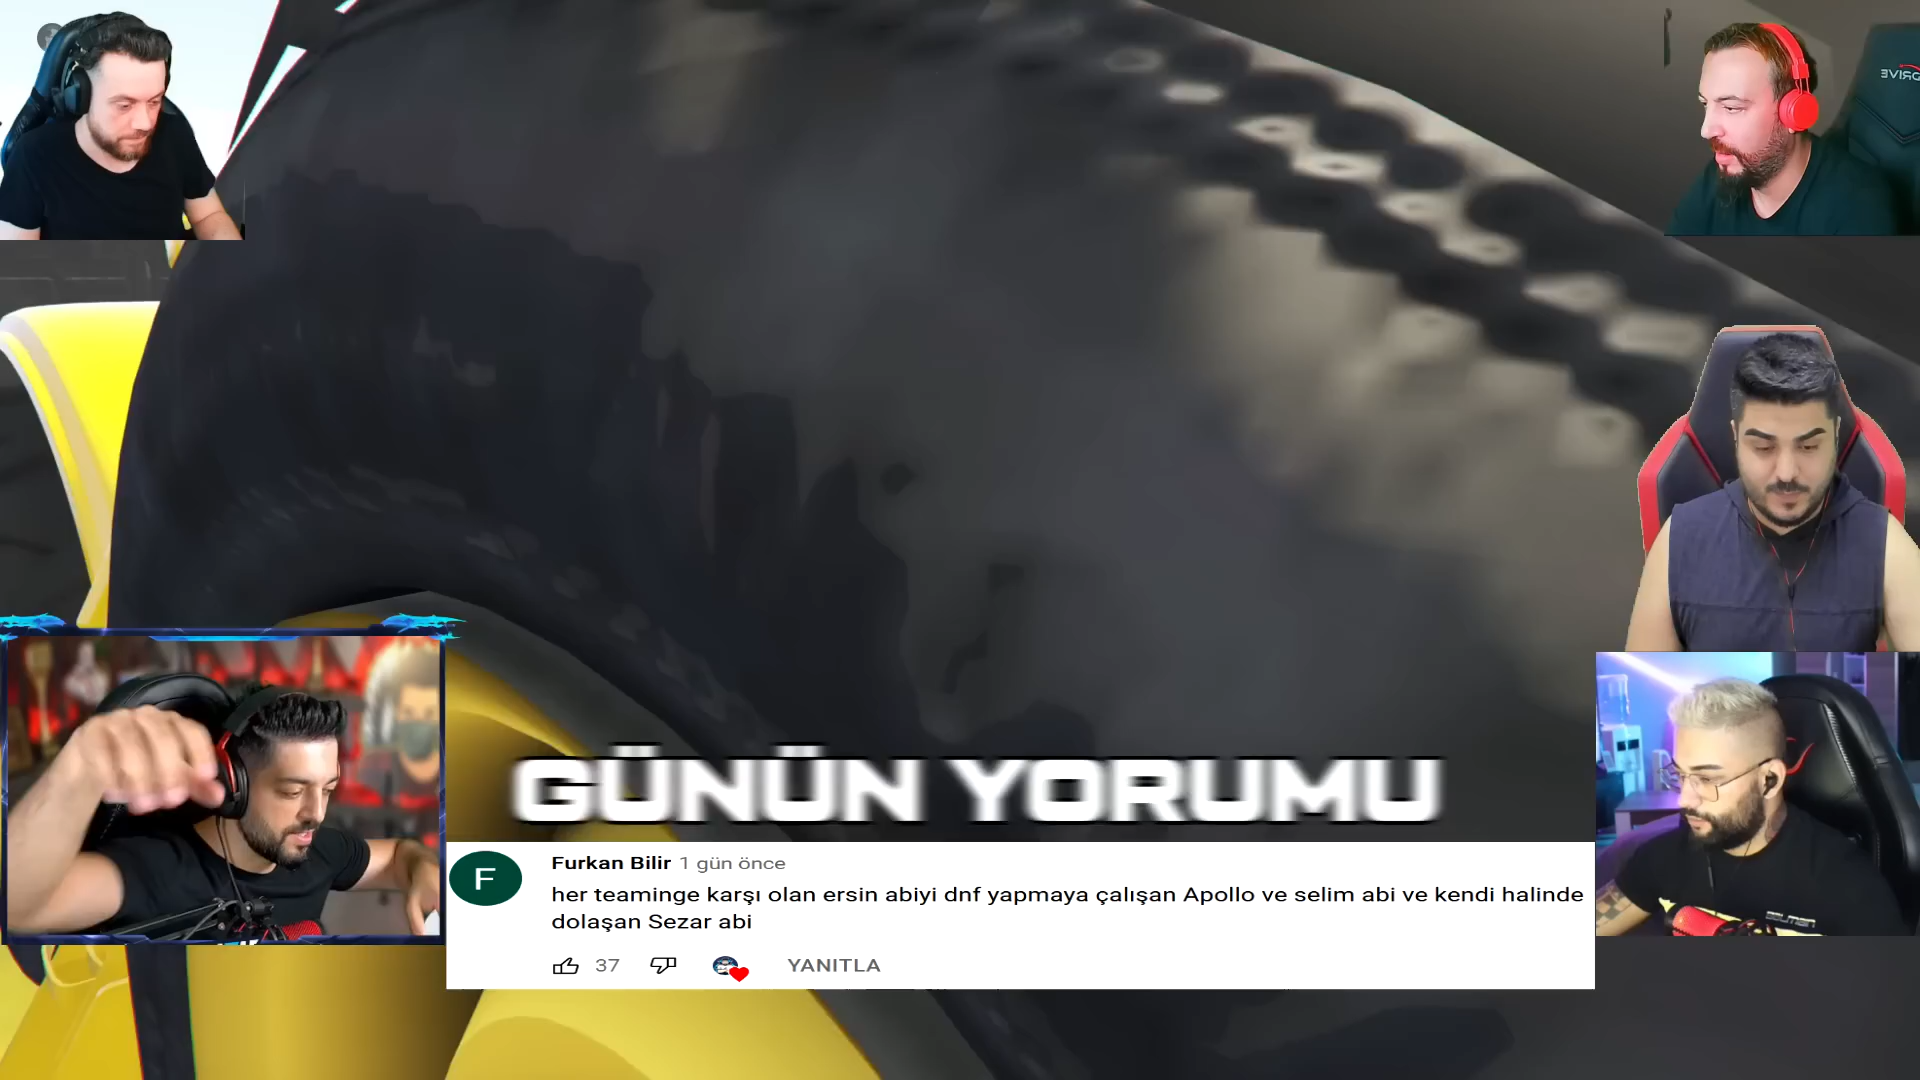 GÜNÜN YORUMU
F
Furkan Bilir 1 gün önce
her teaminge karşı olan ersin abiyi dnf yapmaya çalışan Apollo ve selim abi ve kendi halinde
dolaşan Sezar abi
37
YANITLA